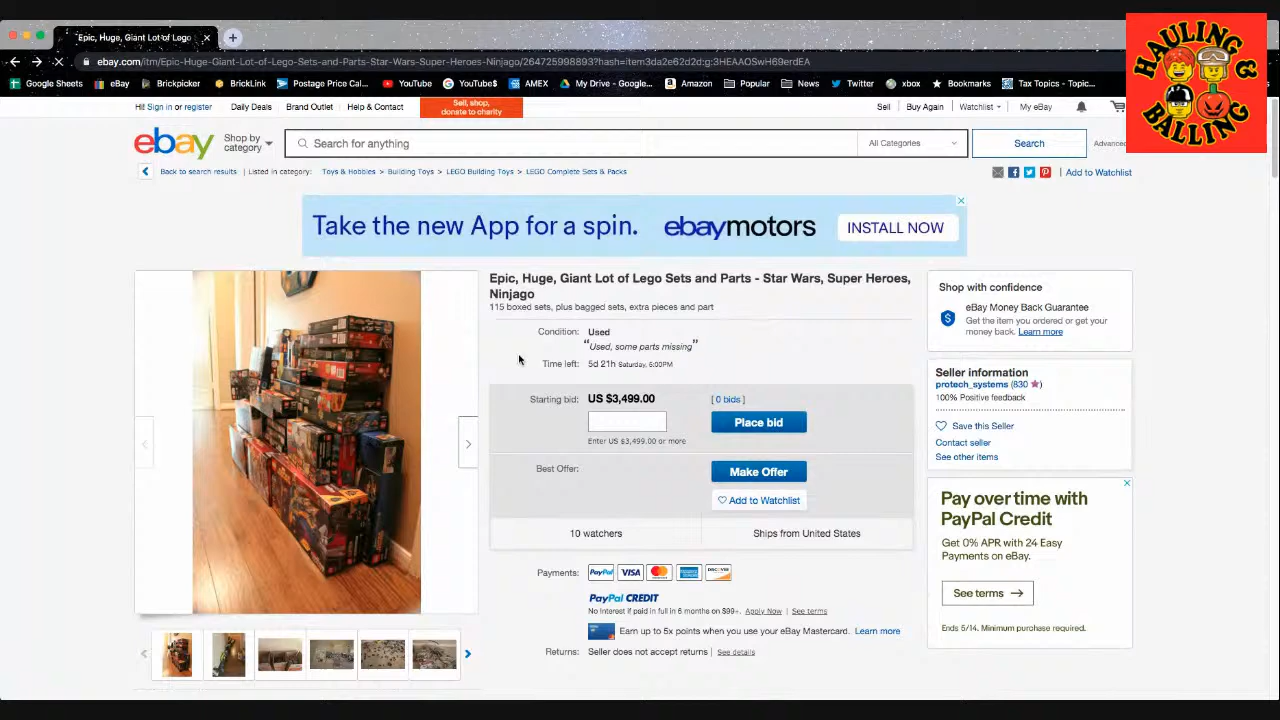 "Epic, Huge, Giant Lot of Lego
ebay.com/itm/Epic-Huge-Giant-Lot-of-Lego-Sets-and-Parts-Star-Wars-Super-Heroes-Ninjago/264725998893?hash=item3da2e62d2d:g:3HEAAOSwH69erdEA
Google Sheets eBay Brickpicker BrickLink Postage Price Cal... YouTube YouTube$ AMEX My Drive - Google... Amazon Popular News Twitter xbox Bookmarks Tax Topics - Topic...
HAULING
BALLING
Hi! Sign in or register Daily Deals Brand Outlet Help & Contact
Sell, shop,
donate to charity
Sell Buy Again Watchlist My eBay
ebay
Shop by
category
Search for anything All Categories Search Advanced
Back to search results Listed in category: Toys & Hobbies > Building Toys > LEGO Building Toys > LEGO Complete Sets & Packs
Add to Watchlist
Take the new App for a spin. ebaymotors INSTALL NOW
Epic, Huge, Giant Lot of Lego Sets and Parts - Star Wars, Super Heroes,
Ninjago
115 boxed sets, plus bagged sets, extra pieces and part
Condition: Used
"Used, some parts missing"
Time left: 5d 21h Saturday, 5:00PM
Starting bid: US $3,499.00 [ 0 bids ]
Place bid
Enter US $3,499.00 or more
Best Offer: Make Offer
Add to Watchlist
10 watchers Ships from United States
Payments: PayPal VISA MasterCard DISCOVER
PayPal CREDIT
No Interest if paid in full in 6 months on $99+. Apply Now | See terms
Earn up to 5x points when you use your eBay Mastercard. Learn more
Returns: Seller does not accept returns | See details
Shop with confidence
eBay Money Back Guarantee
Get the item you ordered or get your
money back. Learn more
Seller information
protech_systems (830)
100% Positive feedback
Save this Seller
Contact seller
See other items
Pay over time with
PayPal Credit
Get 0% APR with 24 Easy
Payments on eBay.
See terms
Ends 5/14. Minimum purchase required.